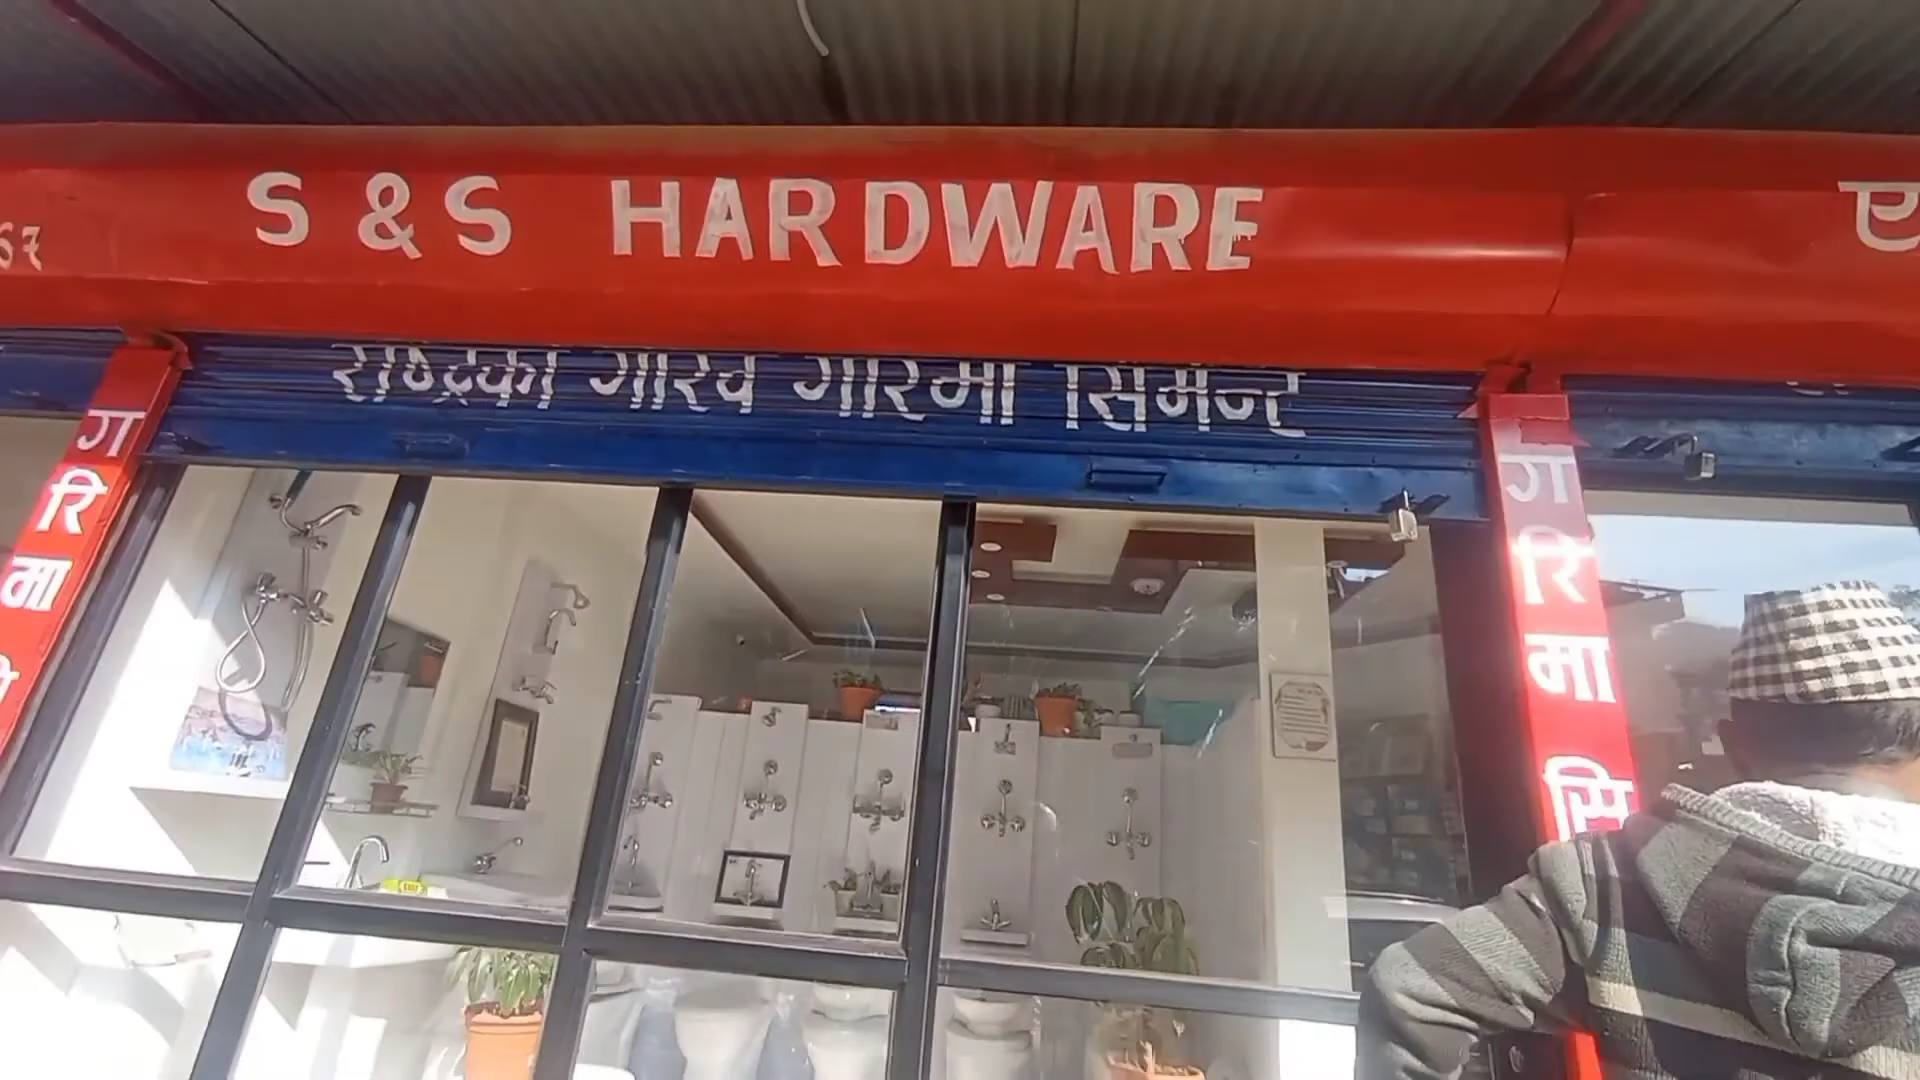 S & S HARDWARE
राष्ट्रको गौरव गरिमा सिमेन्ट
ग
रि
मा
ग
रि
मा
सि